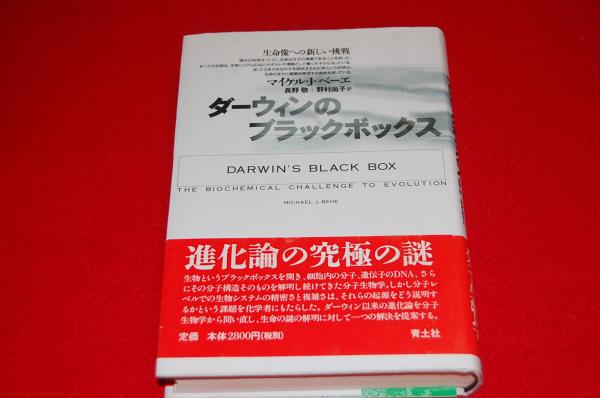 生命像への新しい挑戦
マイケル・J・ベーエ
長野 敬+野村尚子 訳
ダーウィンの
ブラックボックス
DARWIN'S BLACK BOX
THE BIOCHEMICAL CHALLENGE TO EVOLUTION
MICHAEL J. BEHE
進化論の究極の謎
生物というブラックボックスを開き、細胞内の分子、遺伝子のDNA、さら
にその分子構造そのものを解明し続けてきた分子生物学。しかし分子レ
ベルでの生物システムの精密さと複雑さは、それらの起源をどう説明す
るかという課題を化学者にもたらした。ダーウィン以来の進化論を分子
生物学から問い直し、生命の謎の解明に対して一つの解決を提案する。
定価 本体2800円(税別)
青土社